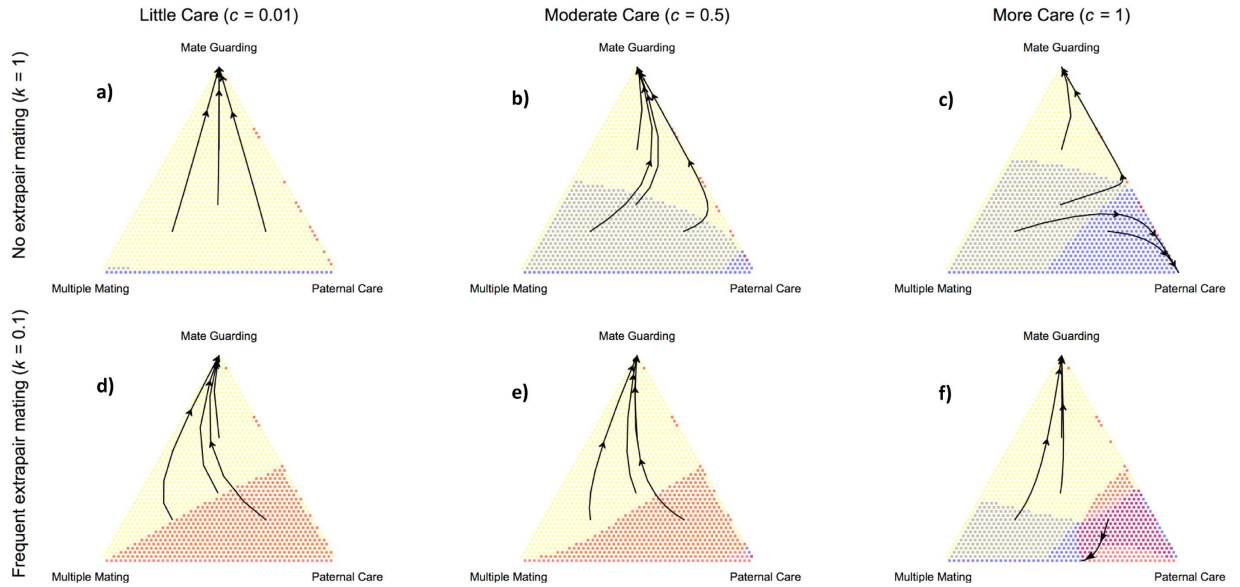 Little Care (c = 0.01)
Moderate Care (c = 0.5)
More Care (c = 1)
No extrapair mating (k = 1)
Mate Guarding
a)
Multiple Mating
Paternal Care
Mate Guarding
b)
Multiple Mating
Paternal Care
Mate Guarding
c)
Multiple Mating
Paternal Care
Frequent extrapair mating (k = 0.1)
Mate Guarding
d)
Multiple Mating
Paternal Care
Mate Guarding
e)
Multiple Mating
Paternal Care
Mate Guarding
f)
Multiple Mating
Paternal Care